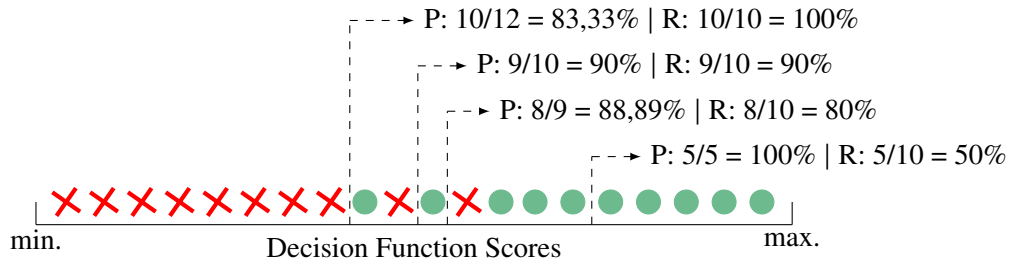 P: 10/12 = 83,33% | R: 10/10 = 100%
P: 9/10 = 90% | R: 9/10 = 90%
P: 8/9 = 88,89% | R: 8/10 = 80%
P: 5/5 = 100% | R: 5/10 = 50%
min.
Decision Function Scores
max.